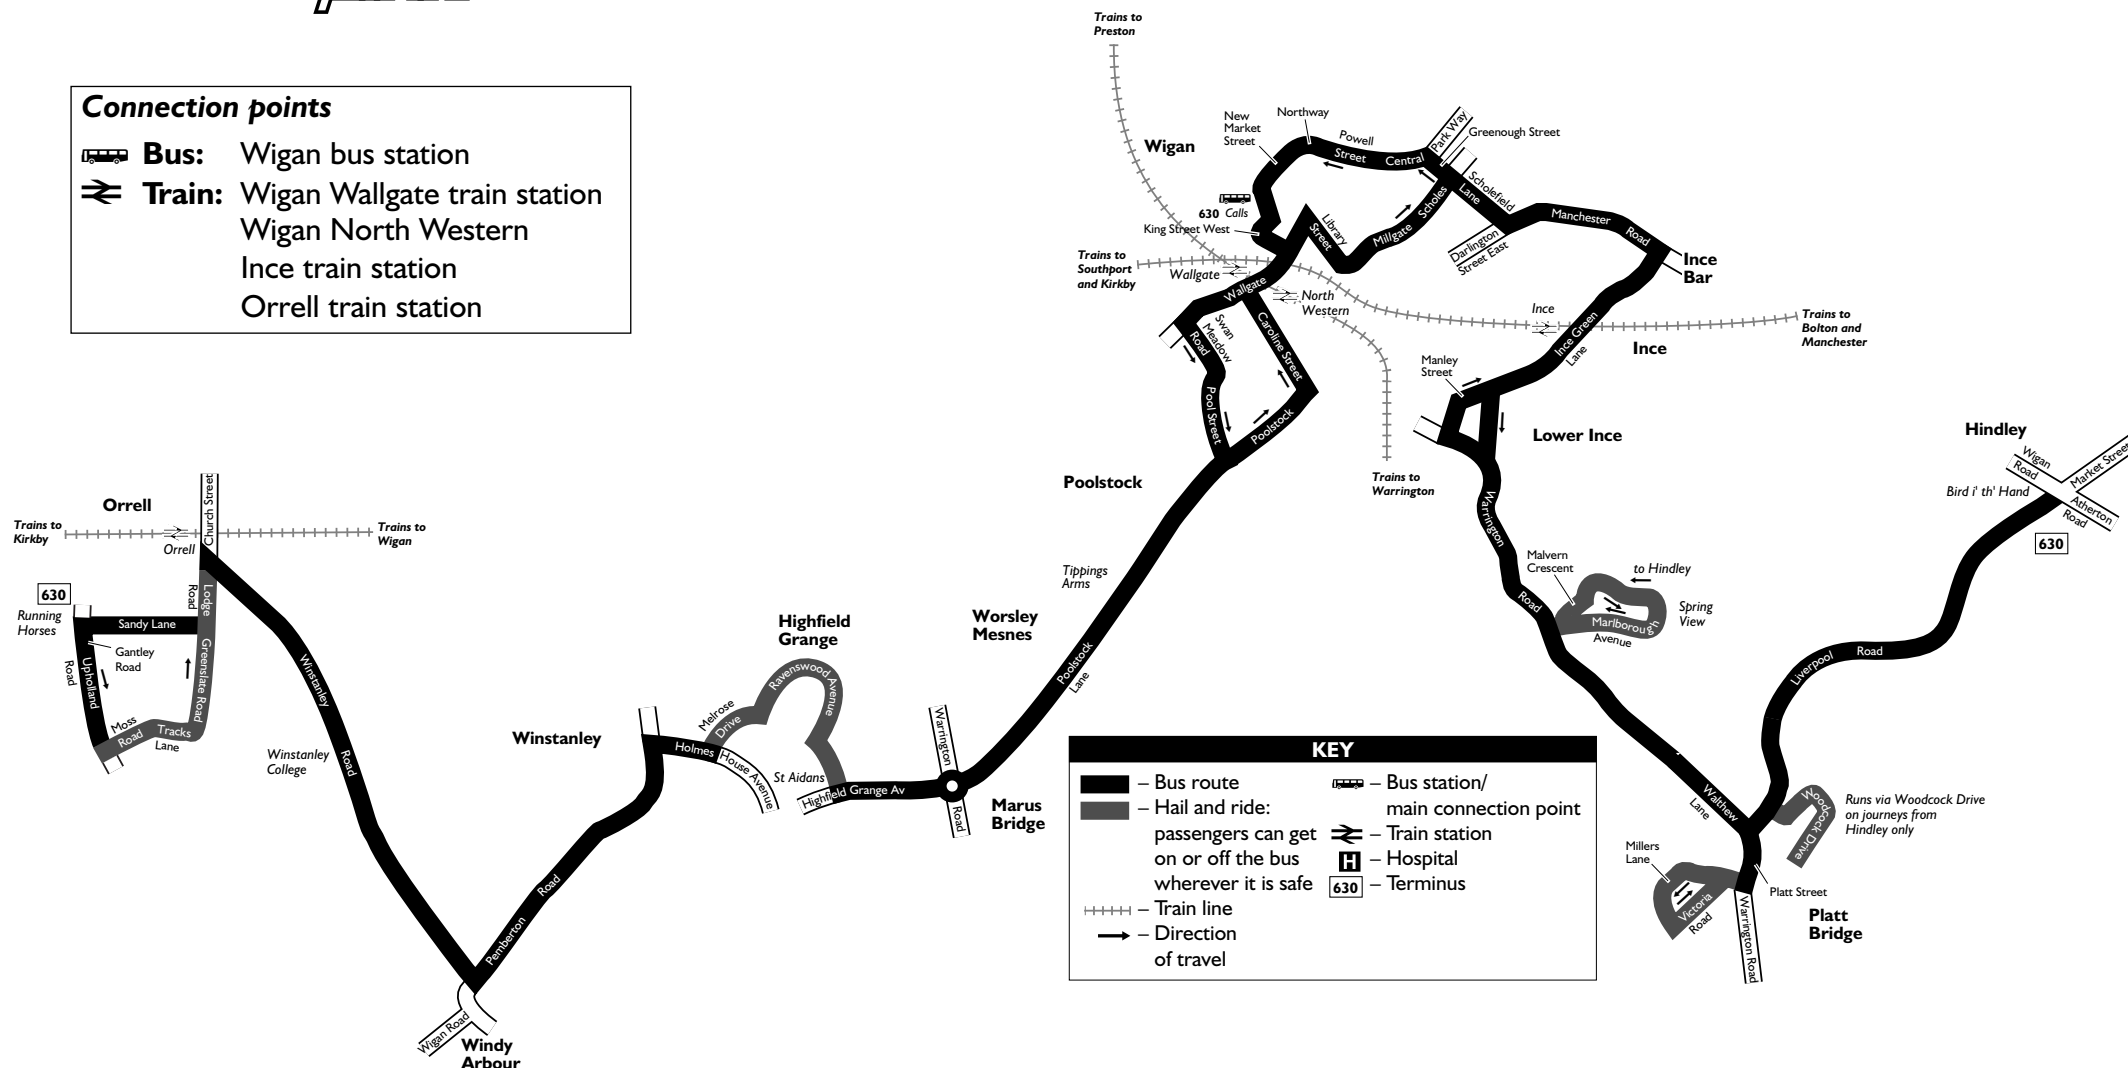 Connection points
Bus: Wigan bus station
Train: Wigan Wallgate train station
Wigan North Western
Ince train station
Orrell train station
Trains to
Preston
Wigan
New
Market
Street
Northway
Powell
Street
Central
Park Way
Greenough Street
Scholefield
Lane
Manchester
Road
Ince
Bar
Darlington
Street East
630 Calls
King Street West
Library
Street
Millgate
Scholes
Trains to
Southport
and Kirkby
Wallgate
Wallgate
North
Western
Swan
Meadow
Road
Caroline Street
Pool Street
Poolstock
Ince
Ince Green
Lane
Ince
Trains to
Bolton and
Manchester
Manley
Street
Lower Ince
Trains to
Warrington
Poolstock
Hindley
Wigan
Road
Market Street
Bird i' th' Hand
Atherton
Road
630
Warrington
Road
Malvern
Crescent
to Hindley
Spring
View
Marlborough
Avenue
Orrell
Church Street
Trains to
Kirkby
Orrell
Trains to
Wigan
630
Running
Horses
Lodge
Road
Sandy Lane
Gantley
Road
Upholland
Road
Greenslate Road
Moss
Road
Tracks
Lane
Winstanley
Road
Winstanley
College
Tippings
Arms
Worsley
Mesnes
Poolstock
Lane
Highfield
Grange
Ravenswood
Avenue
Melrose
Drive
Winstanley
Holmes
House Avenue
St Aidans
Highfield Grange Av
Warrington
Road
Marus
Bridge
Pemberton
Road
Wigan Road
Windy
Arbour
Liverpool
Road
Walthew
Lane
Woodcock Drive
Runs via Woodcock Drive
on journeys from
Hindley only
Millers
Lane
Victoria
Road
Platt Street
Warrington Road
Platt
Bridge
KEY
– Bus route
– Hail and ride:
passengers can get
on or off the bus
wherever it is safe
– Train line
– Direction
of travel
– Bus station/
main connection point
– Train station
H – Hospital
630 – Terminus